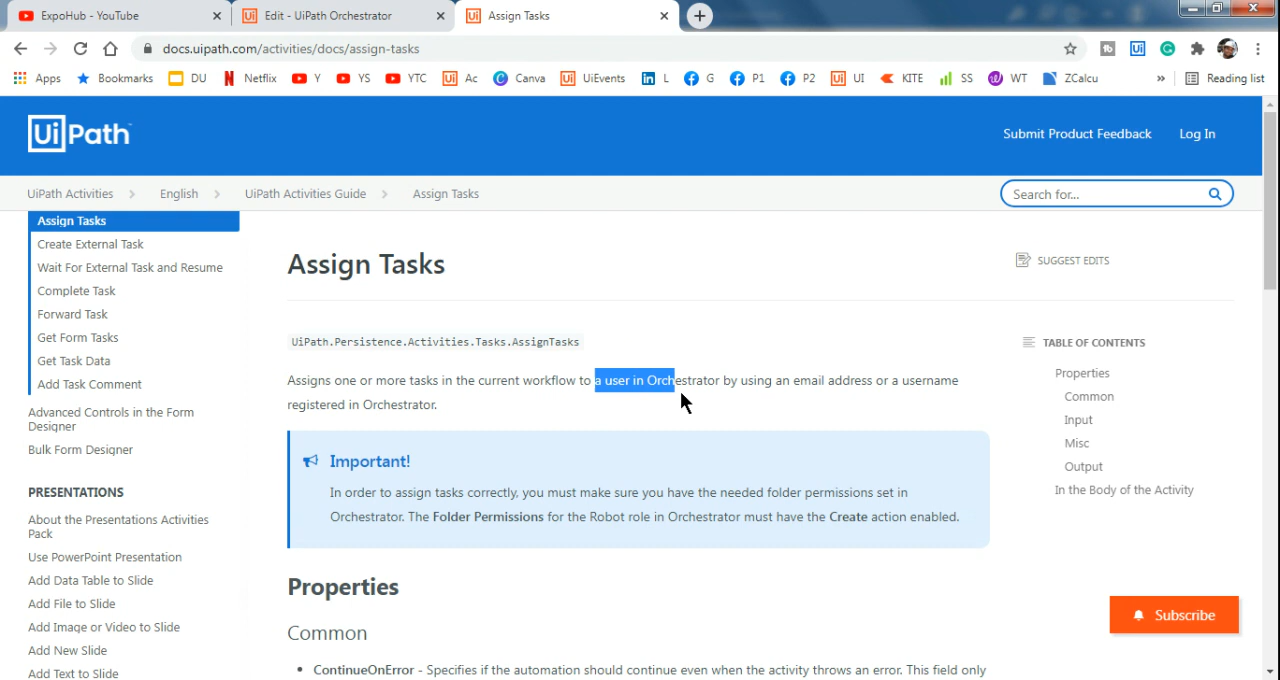 ExpoHub - YouTube
Edit - UiPath Orchestrator
Assign Tasks
docs.uipath.com/activities/docs/assign-tasks
Apps Bookmarks DU Netflix Y YS YTC Ac Canva UiEvents L G P1 P2 UI KITE SS WT ZCalcu » Reading list
UiPath
Submit Product Feedback Log In
UiPath Activities English UiPath Activities Guide Assign Tasks
Search for...
Assign Tasks
Create External Task
Wait For External Task and Resume
Complete Task
Forward Task
Get Form Tasks
Get Task Data
Add Task Comment
Advanced Controls in the Form
Designer
Bulk Form Designer
PRESENTATIONS
About the Presentations Activities
Pack
Use PowerPoint Presentation
Add Data Table to Slide
Add File to Slide
Add Image or Video to Slide
Add New Slide
Add Text to Slide
Assign Tasks
SUGGEST EDITS
UiPath.Persistence.Activities.Tasks.AssignTasks
Assigns one or more tasks in the current workflow to a user in Orchestrator by using an email address or a username
registered in Orchestrator.
Important!
In order to assign tasks correctly, you must make sure you have the needed folder permissions set in
Orchestrator. The Folder Permissions for the Robot role in Orchestrator must have the Create action enabled.
Properties
Common
• ContinueOnError - Specifies if the automation should continue even when the activity throws an error. This field only
TABLE OF CONTENTS
Properties
Common
Input
Misc
Output
In the Body of the Activity
Subscribe